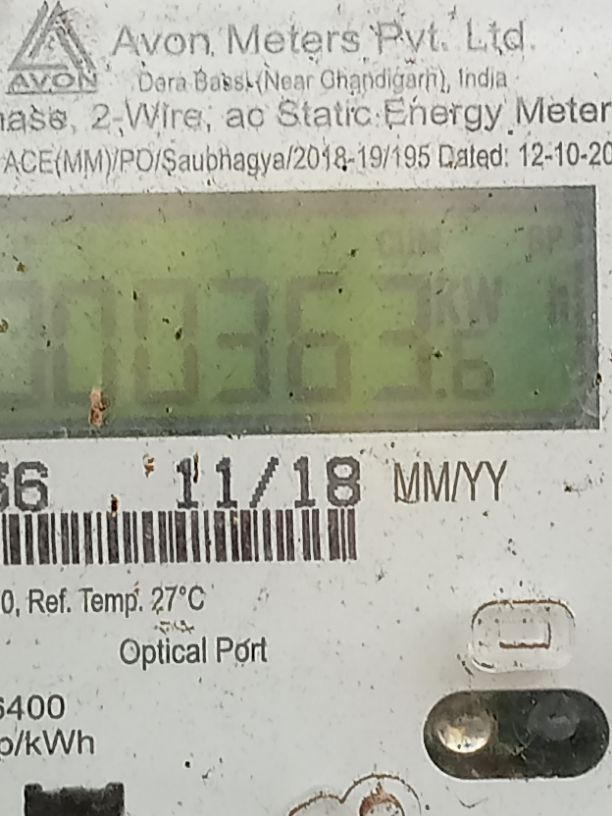 AVON
Avon Meters Pvt. Ltd.
Dera Bassi (Near Chandigarh), India
hase, 2-Wire, ac Static Energy Meter
ACE(MM)/PO/Saubhagya/2018-19/195 Dated: 12-10-20
CUM
000363.6 KWh
11/18 MM/YY
0, Ref. Temp. 27°C
Optical Port
6400
p/kWh